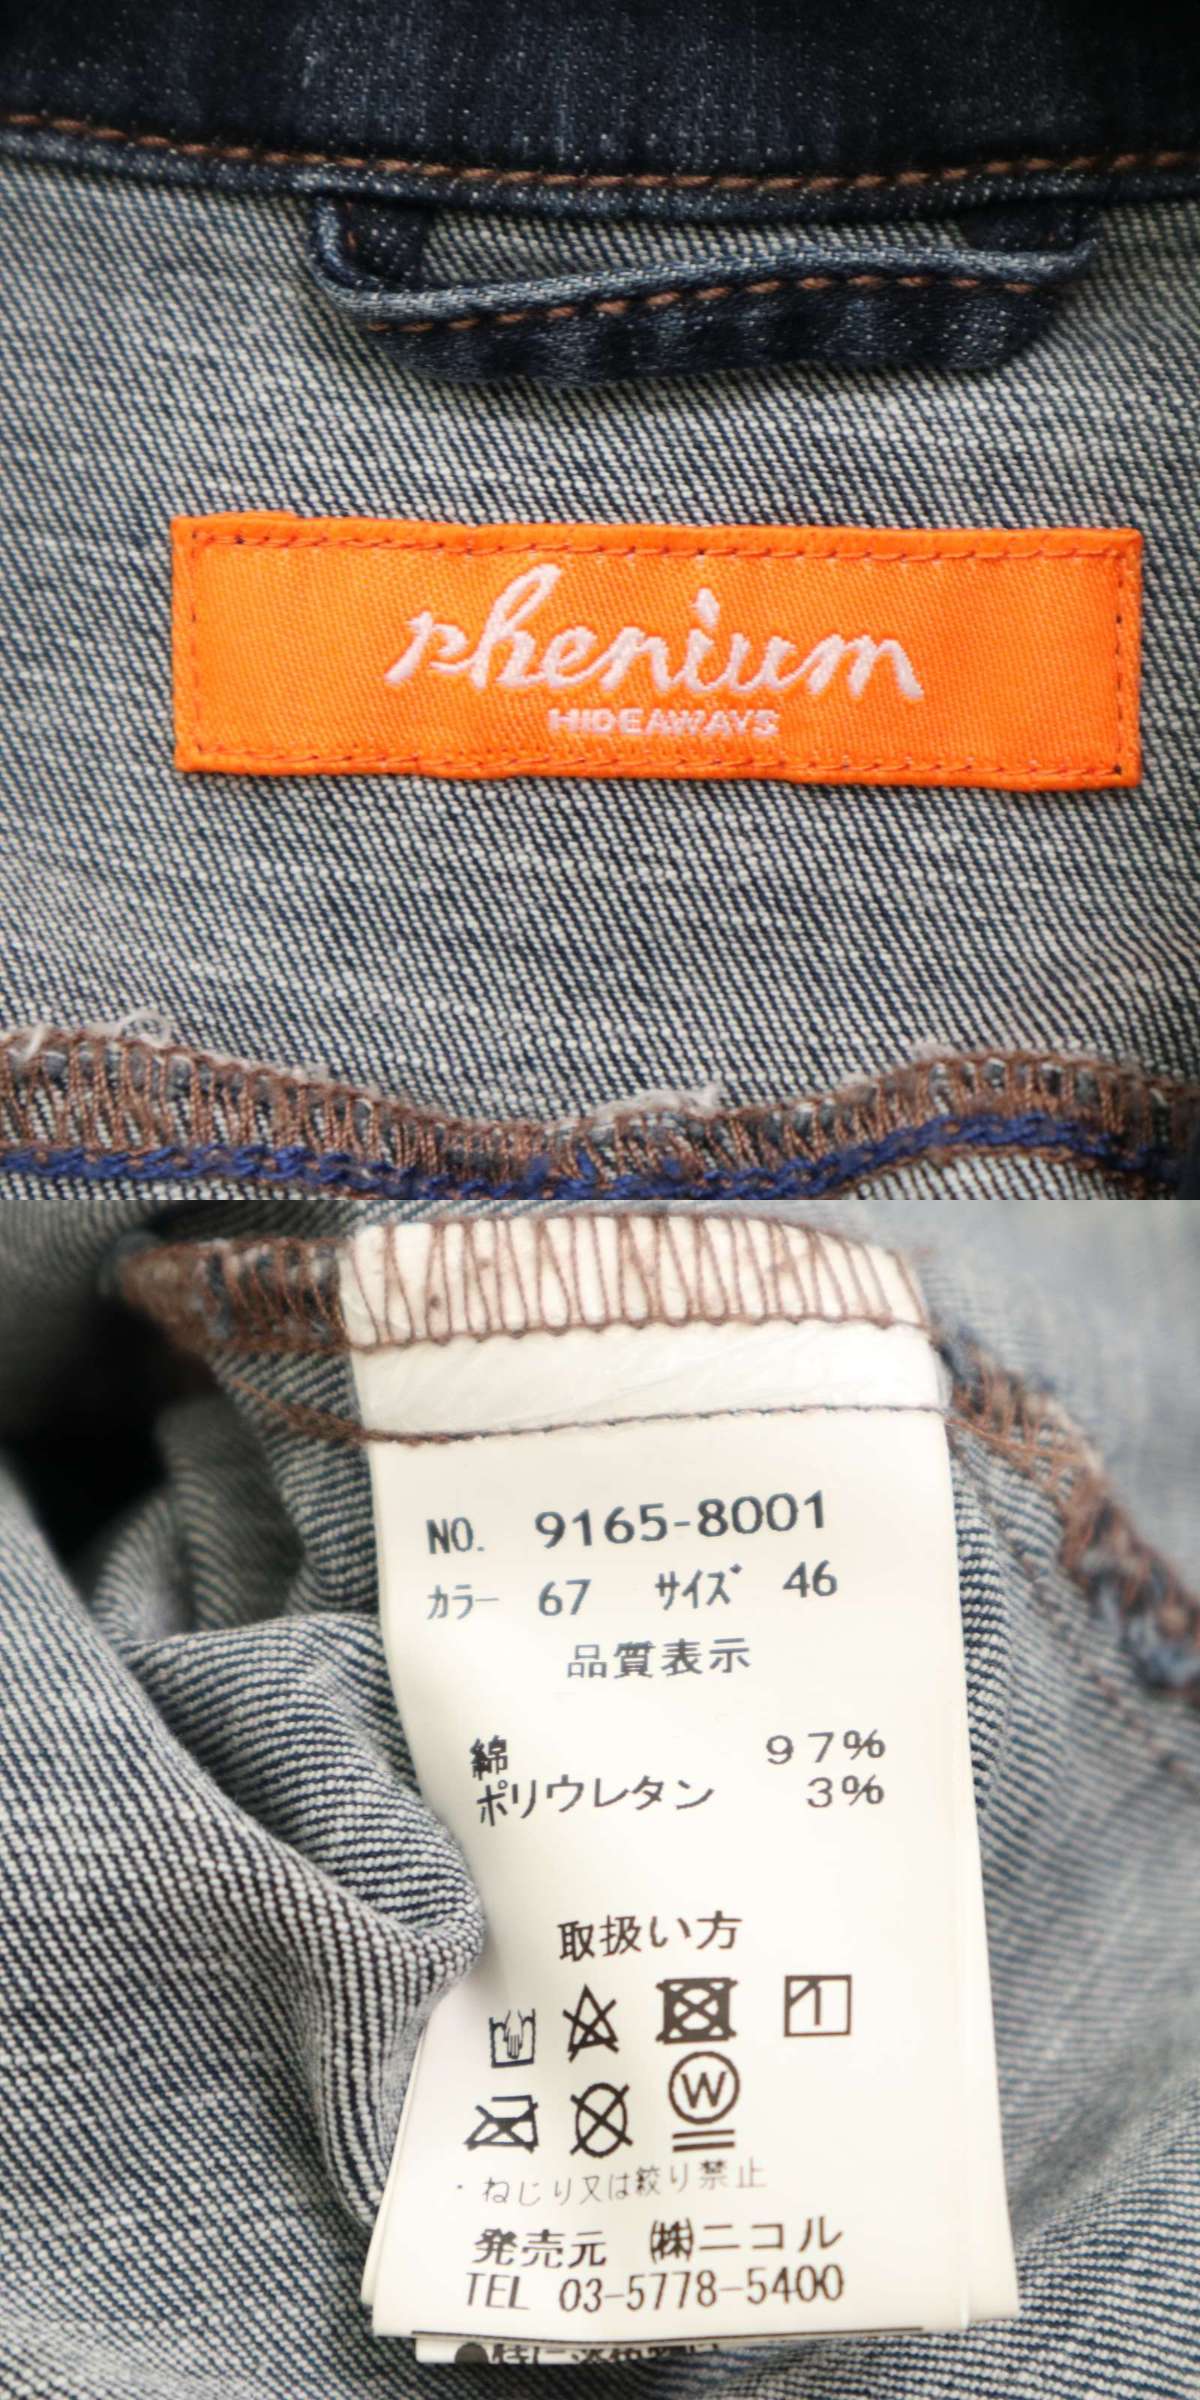 phenium
HIDEAWAYS
NO. 9165-8001
カラー 67 サイズ 46
品質表示
綿 97%
ポリウレタン 3%
取扱い方
W
・ねじり又は絞り禁止
発売元 ㈱ニコル
TEL 03-5778-5400